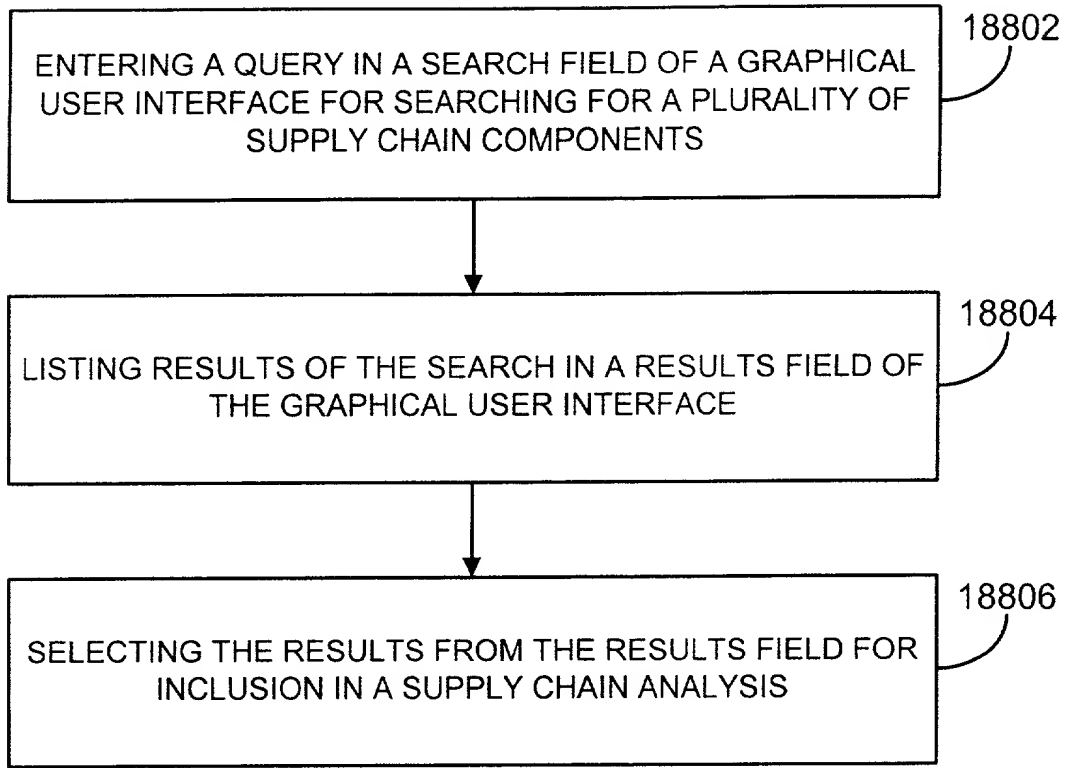 18802
ENTERING A QUERY IN A SEARCH FIELD OF A GRAPHICAL
USER INTERFACE FOR SEARCHING FOR A PLURALITY OF
SUPPLY CHAIN COMPONENTS
18804
LISTING RESULTS OF THE SEARCH IN A RESULTS FIELD OF
THE GRAPHICAL USER INTERFACE
18806
SELECTING THE RESULTS FROM THE RESULTS FIELD FOR
INCLUSION IN A SUPPLY CHAIN ANALYSIS